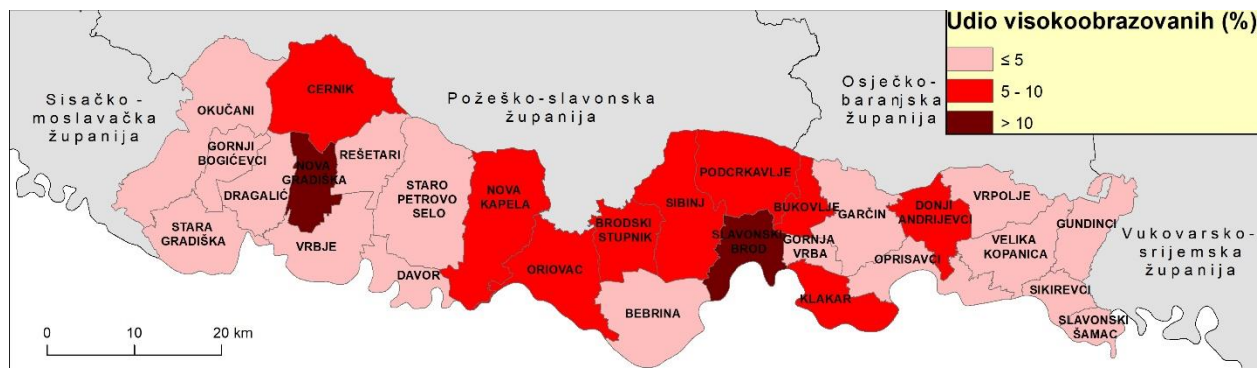 Udio visokoobrazovanih (%)
≤ 5
5 - 10
> 10
Sisačko-
moslavačka
županija
Požeško-slavonska
županija
Osječko-
baranjska
županija
Vukovarsko-
srijemska
županija
OKUČANI
CERNIK
GORNJI
BOGIĆEVCI
NOVA
GRADIŠKA
REŠETARI
DRAGALIĆ
STARA
GRADIŠKA
VRBJE
STARO
PETROVO
SELO
DAVOR
NOVA
KAPELA
ORIOVAC
BRODSKI
STUPNIK
SIBINJ
BEBRINA
PODCRKAVLJE
SLAVONSKI
BROD
BUKOVLJE
GORNJA
VRBA
GARČIN
KLAKAR
OPRISAVCI
DONJI
ANDRIJEVCI
VRPOLJE
VELIKA
KOPANICA
GUNDINCI
SIKIREVCI
SLAVONSKI
ŠAMAC
0 10 20 km